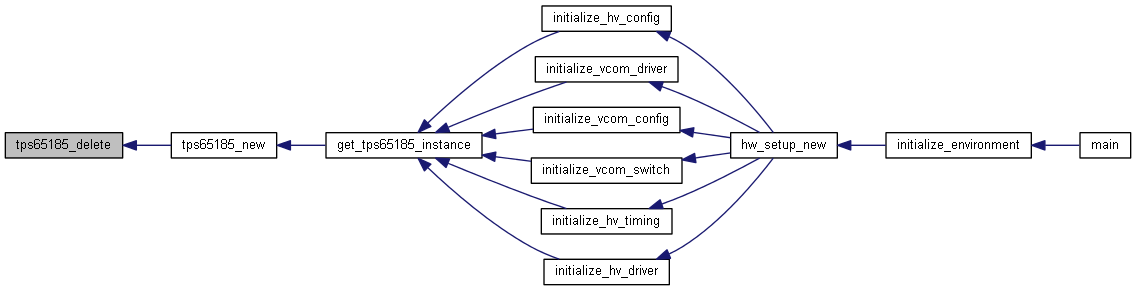 initialize_hv_config
initialize_vcom_driver
initialize_vcom_config
tps65185_delete
tps65185_new
get_tps65185_instance
hw_setup_new
initialize_environment
main
initialize_vcom_switch
initialize_hv_timing
initialize_hv_driver